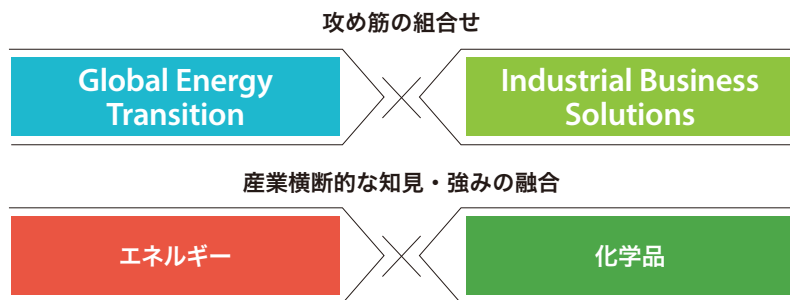 攻め筋の組合せ
Global Energy
Transition
Industrial Business
Solutions
産業横断的な知見・強みの融合
エネルギー
化学品